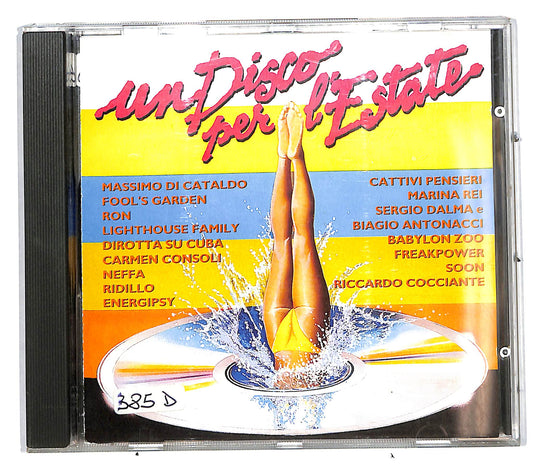 un Disco
per l'Estate
MASSIMO DI CATALDO
FOOL'S GARDEN
RON
LIGHTHOUSE FAMILY
DIROTTA SU CUBA
CARMEN CONSOLI
NEFFA
RIDILLO
ENERGIPSY
CATTIVI PENSIERI
MARINA REI
SERGIO DALMA e
BIAGIO ANTONACCI
BABYLON ZOO
FREAKPOWER
SOON
RICCARDO COCCIANTE
385 D